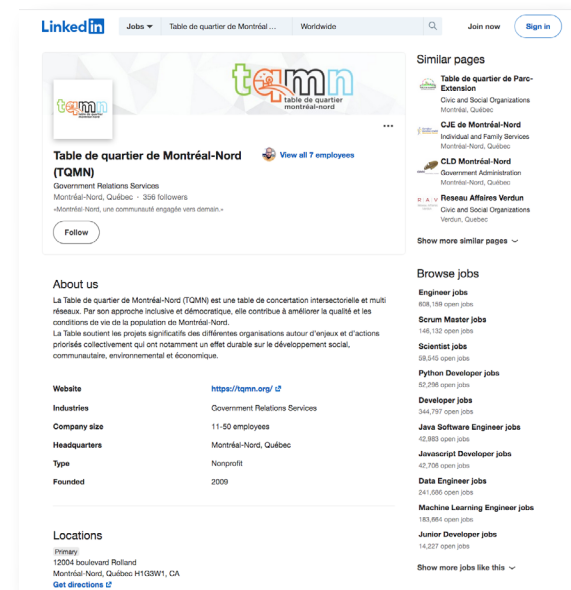 LinkedIn
Jobs
Table de quartier de Montréal ...
Worldwide
Join now
Sign in
tqmn
table de quartier
montréal-nord
tqmn
Table de quartier de Montréal-Nord
(TQMN)
View all 7 employees
Government Relations Services
Montréal-Nord, Québec · 356 followers
«Montréal-Nord, une communauté engagée vers demain.»
Follow
About us
La Table de quartier de Montréal-Nord (TQMN) est une table de concertation intersectorielle et multi
réseaux. Par son approche inclusive et démocratique, elle contribue à améliorer la qualité et les
conditions de vie de la population de Montréal-Nord.
La Table soutient les projets significatifs des différentes organisations autour d'enjeux et d'actions
priorisés collectivement qui ont notamment un effet durable sur le développement social,
communautaire, environnemental et économique.
Website
https://tqmn.org/
Industries
Government Relations Services
Company size
11-50 employees
Headquarters
Montréal-Nord, Québec
Type
Nonprofit
Founded
2009
Locations
Primary
12004 boulevard Rolland
Montréal-Nord, Québec H1G3W1, CA
Get directions
Similar pages
Table de quartier de Parc-
Extension
Civic and Social Organizations
Montréal, Québec
CJE de Montréal-Nord
Individual and Family Services
Montréal-Nord, Québec
CLD Montréal-Nord
Government Administration
Montréal-Nord, Québec
Reseau Affaires Verdun
Civic and Social Organizations
Verdun, Quebec
Show more similar pages
Browse jobs
Engineer jobs
608,159 open jobs
Scrum Master jobs
146,132 open jobs
Scientist jobs
59,545 open jobs
Python Developer jobs
52,296 open jobs
Developer jobs
344,797 open jobs
Java Software Engineer jobs
42,983 open jobs
Javascript Developer jobs
42,706 open jobs
Data Engineer jobs
241,686 open jobs
Machine Learning Engineer jobs
183,664 open jobs
Junior Developer jobs
14,227 open jobs
Show more jobs like this